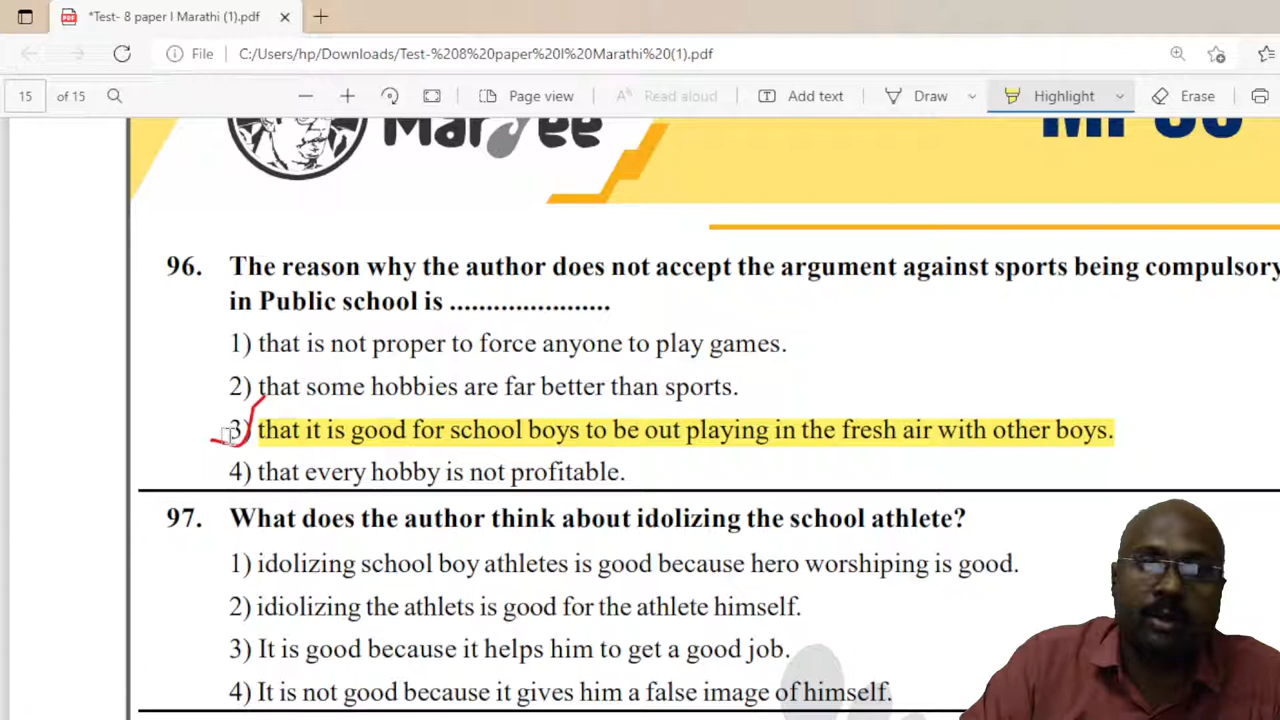 *Test- 8 paper I Marathi (1).pdf
File
C:/Users/hp/Downloads/Test-%208%20paper%20I%20Marathi%20(1).pdf
15 of 15
Page view
Read aloud
Add text
Draw
Highlight
Erase
96. The reason why the author does not accept the argument against sports being compulsory
in Public school is ......................
1) that is not proper to force anyone to play games.
2) that some hobbies are far better than sports.
3) that it is good for school boys to be out playing in the fresh air with other boys.
4) that every hobby is not profitable.
97. What does the author think about idolizing the school athlete?
1) idolizing school boy athletes is good because hero worshiping is good.
2) idiolizing the athlets is good for the athlete himself.
3) It is good because it helps him to get a good job.
4) It is not good because it gives him a false image of himself.